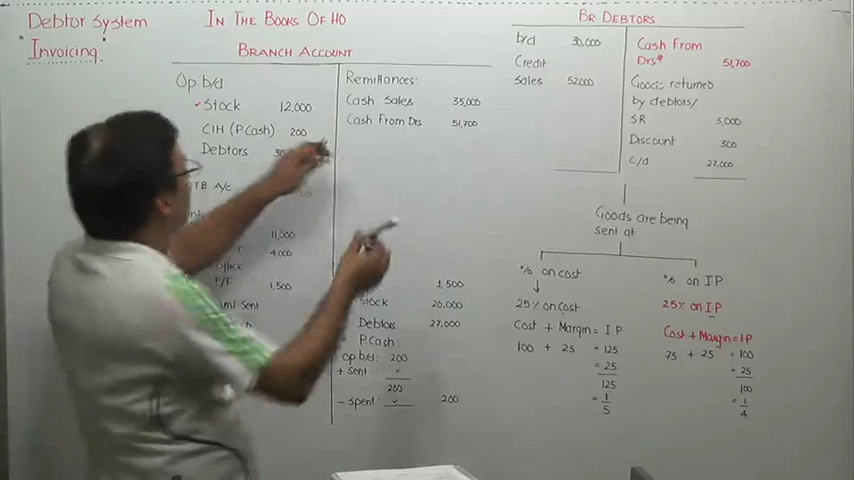 Debtor System
"Invoicing"
In The Books Of HO
Branch Account
Op b/d
✓Stock 12,000
CIH (P.Cash) 200
Debtors
TB A/c
11,000
4,000
F/F 1,500
Sent
Remittances:
Cash Sales 35,000
Cash From Drs 51,700
1,500
Stock 20,000
Debtors 27,000
P.Cash:
Op b/d: 200
+ Sent: ✓
200
- Spent: ✓ 200
Br Debtors
b/d 30,000
Credit
Sales 52,000
Cash From
Drs# 51,700
Goods returned
by debtors/
SR 3,000
Discount 300
c/d 27,000
Goods are being
sent at
% on cost
25% on Cost
Cost + Margin = I.P
100 + 25 = 125
= 25
125
= 1
5
% on I.P
25% on I.P
Cost + Margin = I.P
75 + 25 = 100
= 25
100
= 1
4